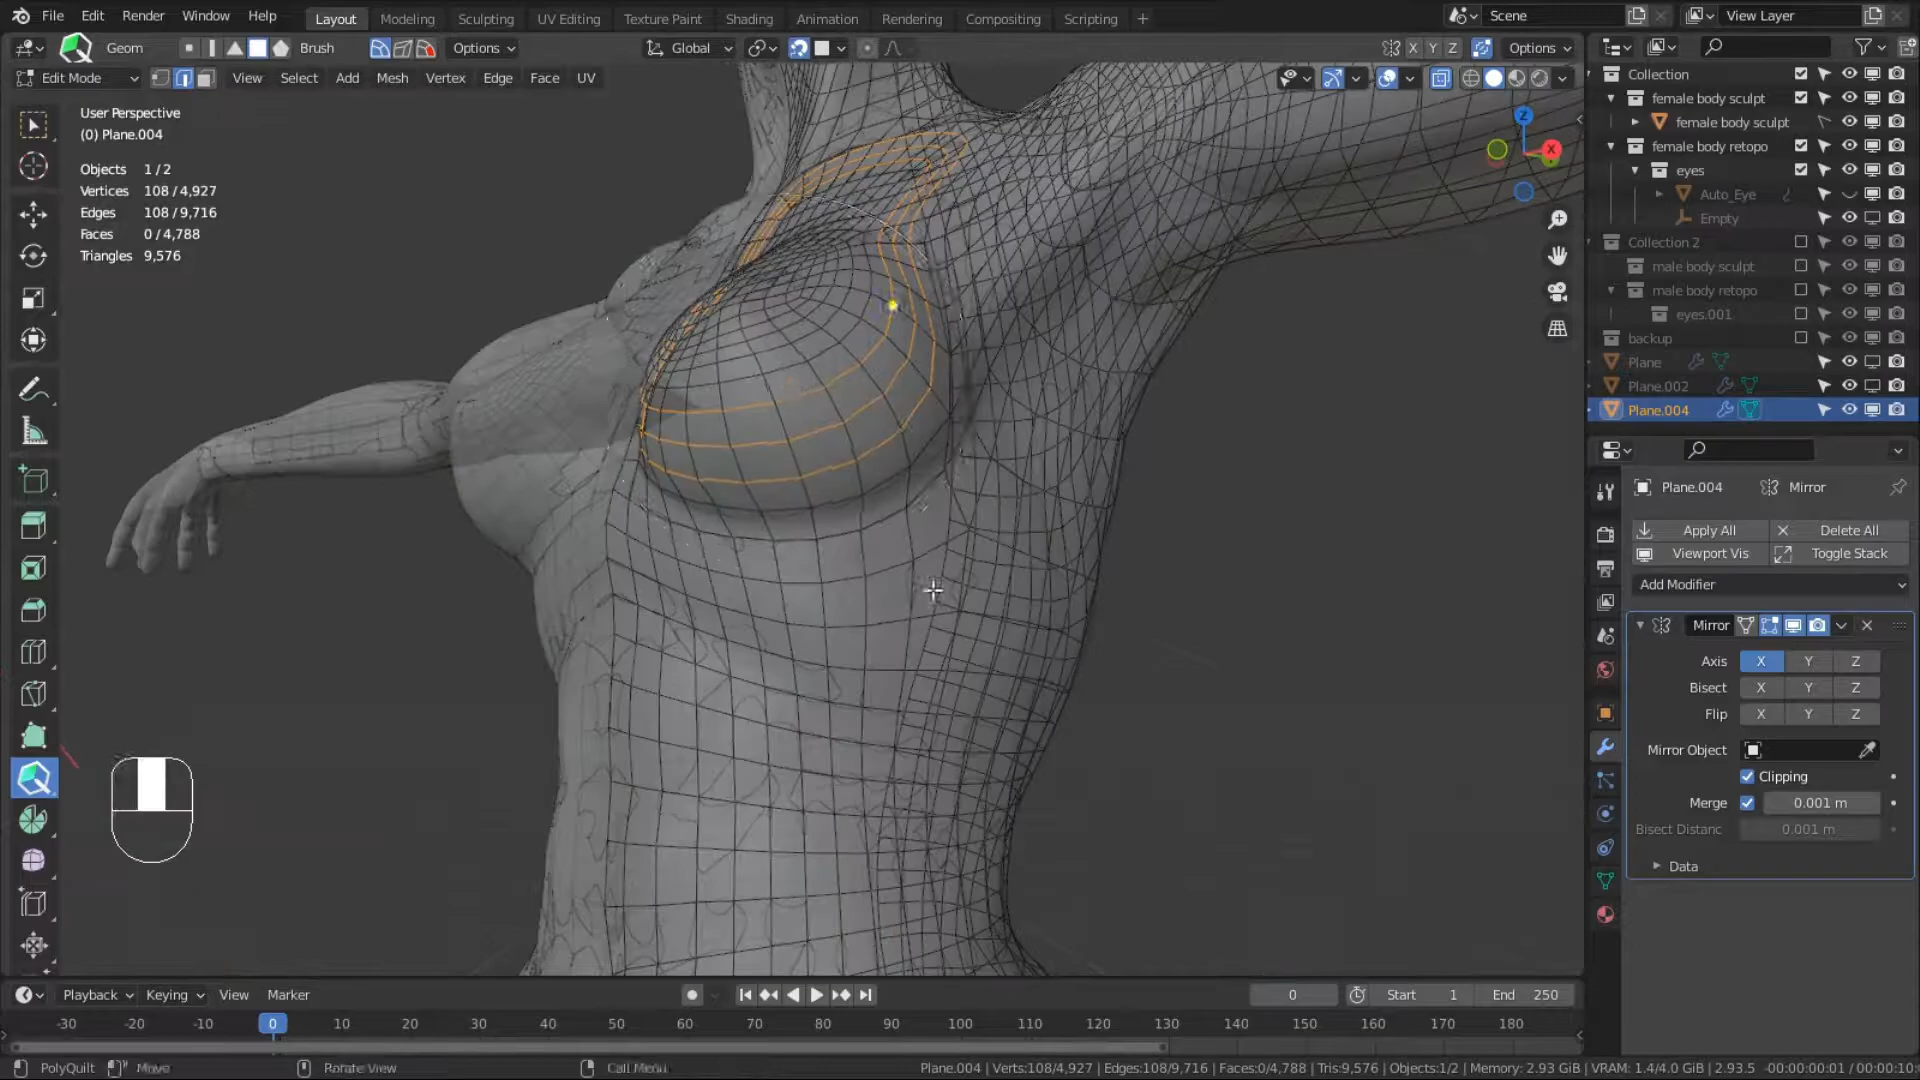 File Edit Render Window Help Layout Modeling Sculpting UV Editing Texture Paint Shading Animation Rendering Compositing Scripting + Scene View Layer
Geom Brush Options Global X Y Z Options
Edit Mode View Select Add Mesh Vertex Edge Face UV
User Perspective
(0) Plane.004
Objects 1 / 2
Vertices 108 / 4,927
Edges 108 / 9,716
Faces 0 / 4,788
Triangles 9,576
Z
X
Collection
female body sculpt
female body sculpt
female body retopo
eyes
Auto_Eye
Empty
Collection 2
male body sculpt
male body retopo
eyes.001
backup
Plane
Plane.002
Plane.004
Plane.004 Mirror
Apply All Delete All
Viewport Vis Toggle Stack
Add Modifier
Mirror
Axis X Y Z
Bisect X Y Z
Flip X Y Z
Mirror Object
Clipping
Merge 0.001 m
Bisect Distanc 0.001 m
Data
Playback Keying View Marker 0 Start 1 End 250
-30 -20 -10 0 10 20 30 40 50 60 70 80 90 100 110 120 130 140 150 160 170 180
PolyQuilt Move Rotate View Call Menu Plane.004 | Verts:108/4,927 | Edges:108/9,716 | Faces:0/4,788 | Tris:9,576 | Objects:1/2 | Memory: 2.93 GiB | VRAM: 1.4/4.0 GiB | 2.93.5 -00:00:00:01 / 00:00:10: